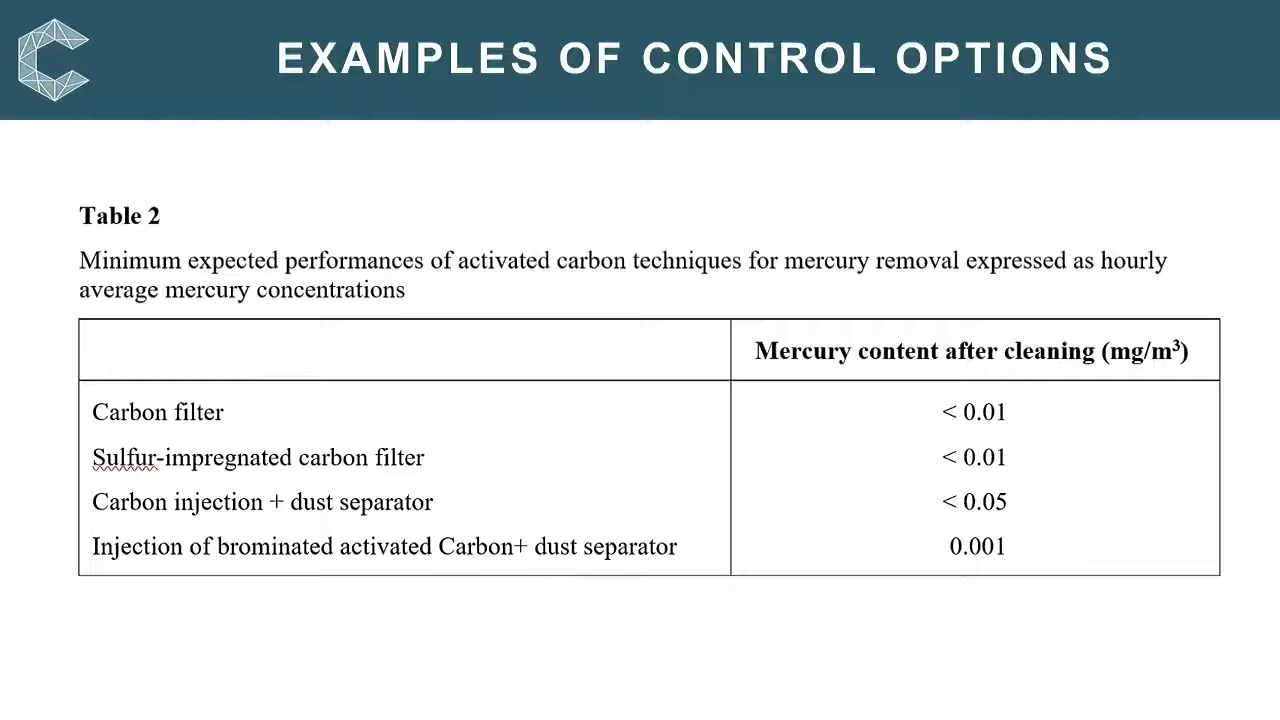 EXAMPLES OF CONTROL OPTIONS
Table 2
Minimum expected performances of activated carbon techniques for mercury removal expressed as hourly
average mercury concentrations
Mercury content after cleaning (mg/m³)
Carbon filter < 0.01
Sulfur-impregnated carbon filter < 0.01
Carbon injection + dust separator < 0.05
Injection of brominated activated Carbon+ dust separator 0.001